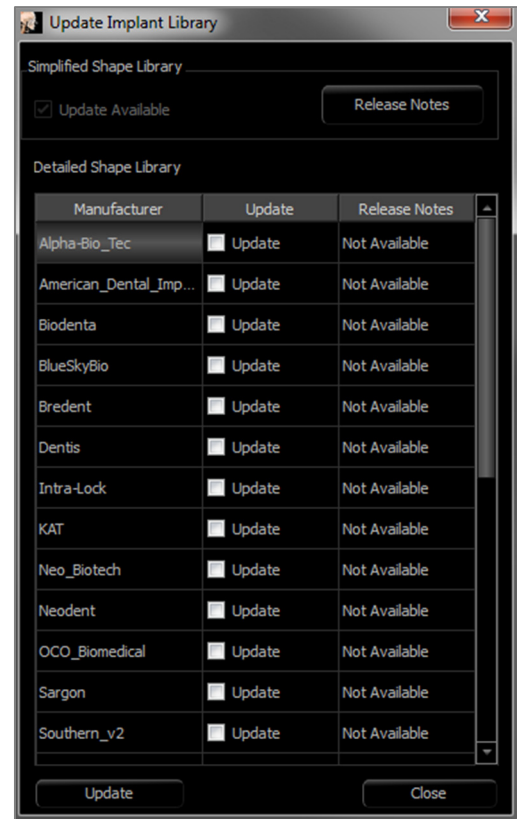 Update Implant Library
Simplified Shape Library
Update Available
Release Notes
Detailed Shape Library
Manufacturer Update Release Notes
Alpha-Bio_Tec Update Not Available
American_Dental_Imp... Update Not Available
Biodenta Update Not Available
BlueSkyBio Update Not Available
Bredent Update Not Available
Dentis Update Not Available
Intra-Lock Update Not Available
KAT Update Not Available
Neo_Biotech Update Not Available
Neodent Update Not Available
OCO_Biomedical Update Not Available
Sargon Update Not Available
Southern_v2 Update Not Available
Update Close